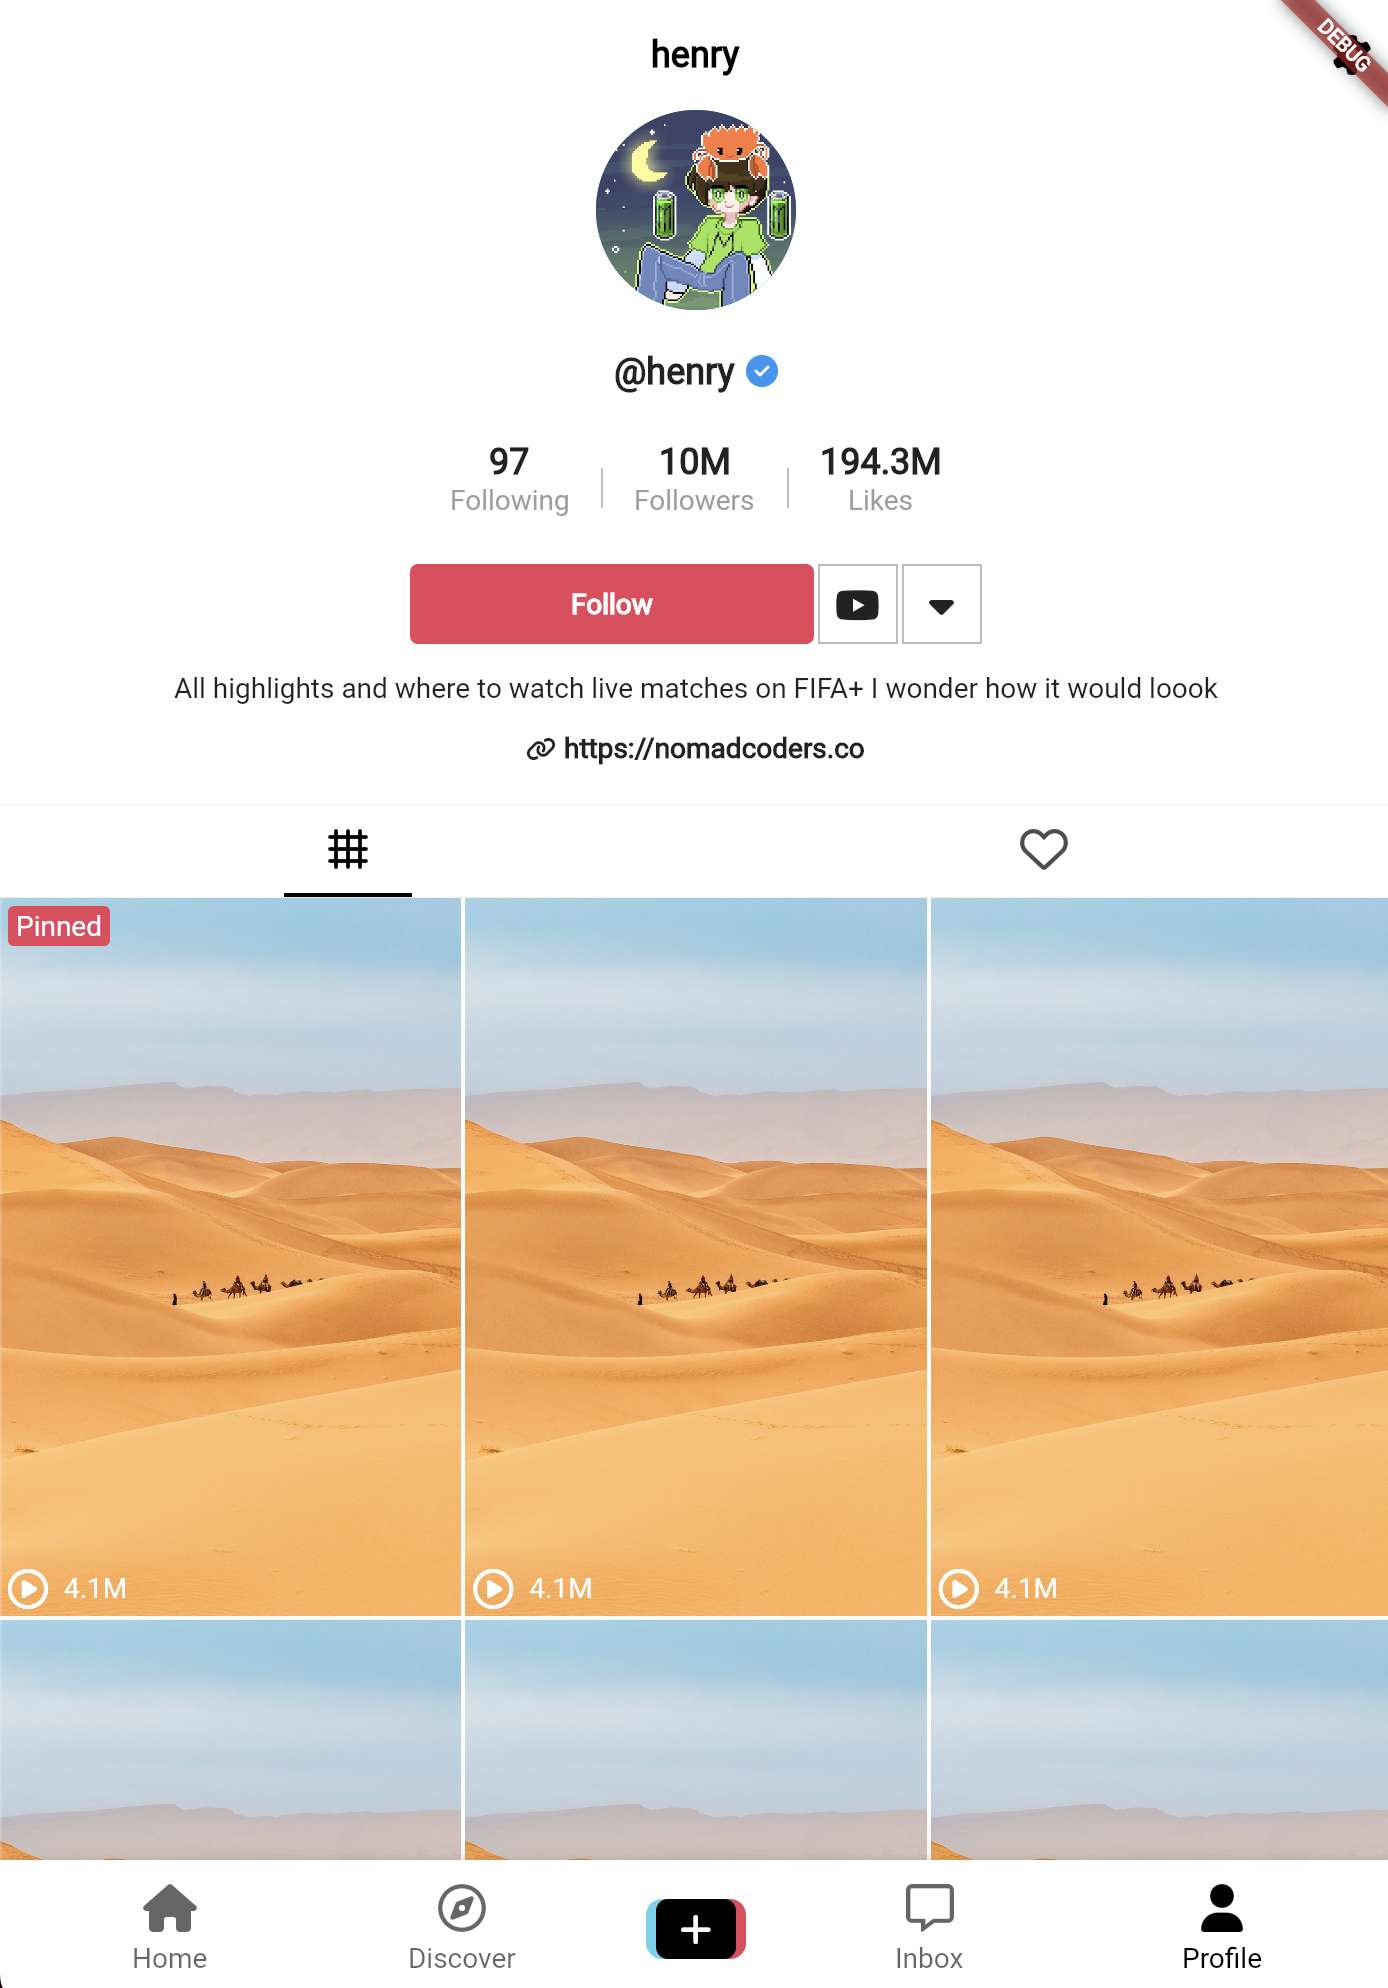 henry
DEBUG
@henry
97 10M 194.3M
Following Followers Likes
Follow
All highlights and where to watch live matches on FIFA+ I wonder how it would loook
https://nomadcoders.co
Pinned
4.1M 4.1M 4.1M
Home Discover Inbox Profile